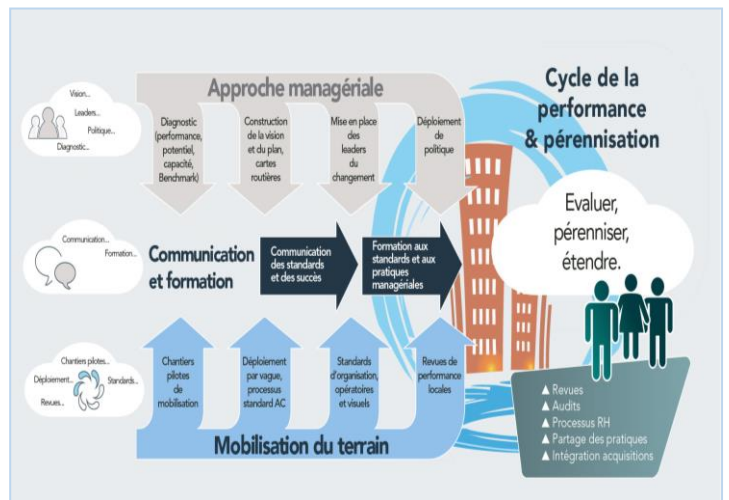 Approche managériale
Vision...
Leaders...
Politique...
Diagnostic...
Diagnostic
(performance,
potentiel,
capacité,
Benchmark)
Construction
de la vision
et du plan,
cartes
routières
Mise en place
des
leaders
du
changement
Déploiement
de
politique
Cycle de la
performance
& pérennisation
Communication...
Formation...
Communication
et formation
Communication
des standards
et des succès
Formation aux
standards et aux
pratiques
managériales
Evaluer,
pérenniser,
étendre.
Chantiers pilotes...
Déploiement...
Standards...
Revues...
Chantiers
pilotes
de
mobilisation
Déploiement
par vague,
processus
standard AC
Standards
d'organisation,
opératoires
et visuels
Revues de
performance
locales
Mobilisation du terrain
▲ Revues
▲ Audits
▲ Processus RH
▲ Partage des pratiques
▲ Intégration acquisitions